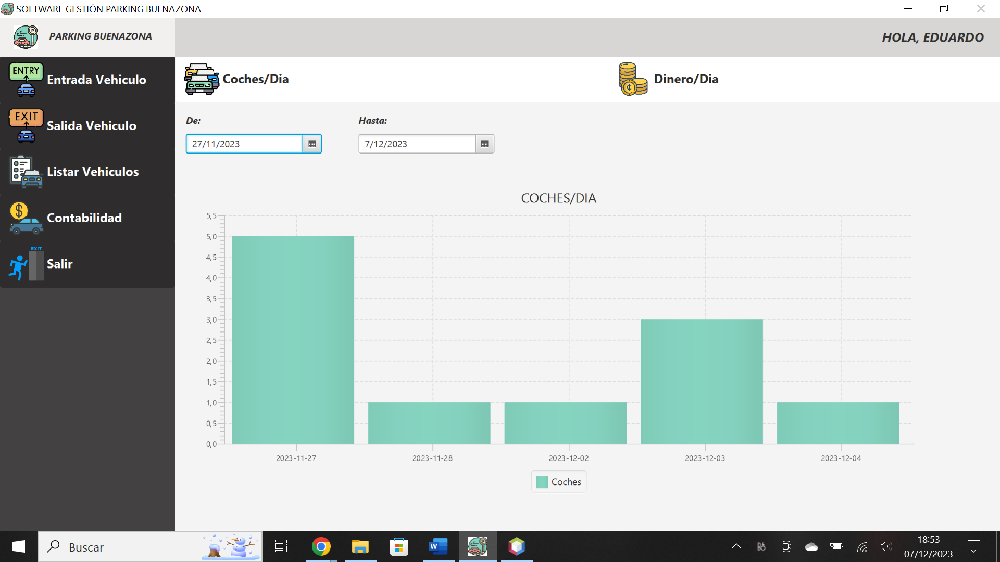 SOFTWARE GESTIÓN PARKING BUENAZONA
PARKING BUENAZONA
HOLA, EDUARDO
ENTRY
Entrada Vehiculo
EXIT
Salida Vehiculo
Listar Vehiculos
$
Contabilidad
EXIT
Salir
Coches/Dia
Dinero/Dia
De:
Hasta:
27/11/2023
7/12/2023
COCHES/DIA
5,5
5,0
4,5
4,0
3,5
3,0
2,5
2,0
1,5
1,0
0,5
0,0
2023-11-27
2023-11-28
2023-12-02
2023-12-03
2023-12-04
Coches
Buscar
W
18:53
07/12/2023